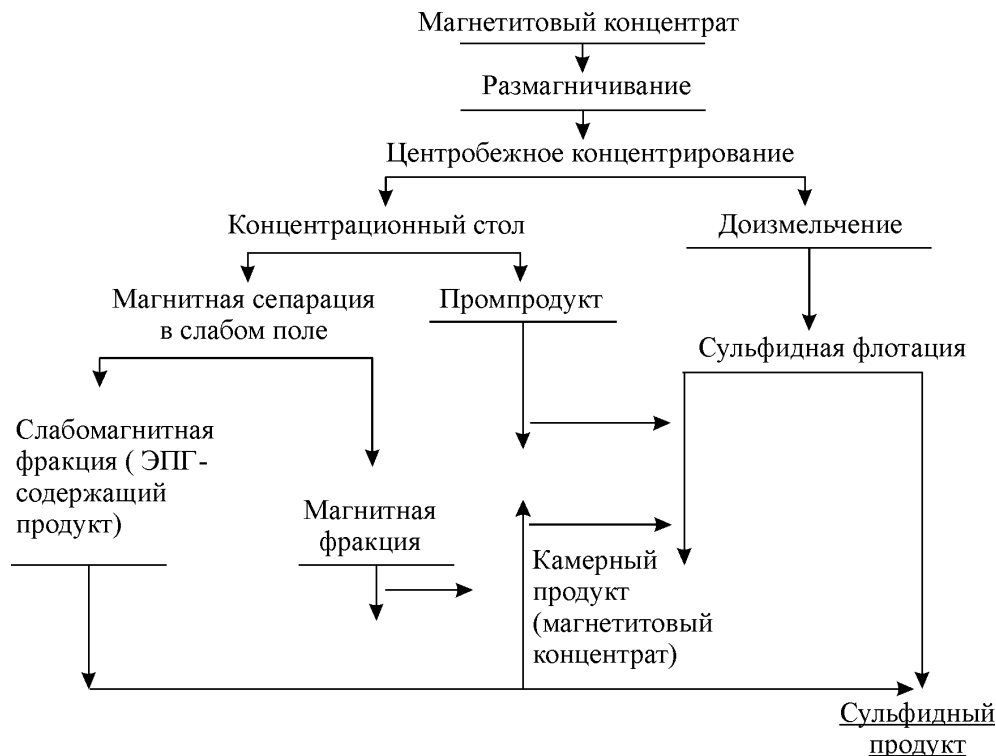 Магнетитовый концентрат
Размагничивание
Центробежное концентрирование
Концентрационный стол
Доизмельчение
Магнитная сепарация
в слабом поле
Промпродукт
Сульфидная флотация
Слабомагнитная
фракция ( ЭПГ-
содержащий
продукт)
Магнитная
фракция
Камерный
продукт
(магнетитовый
концентрат)
Сульфидный
продукт